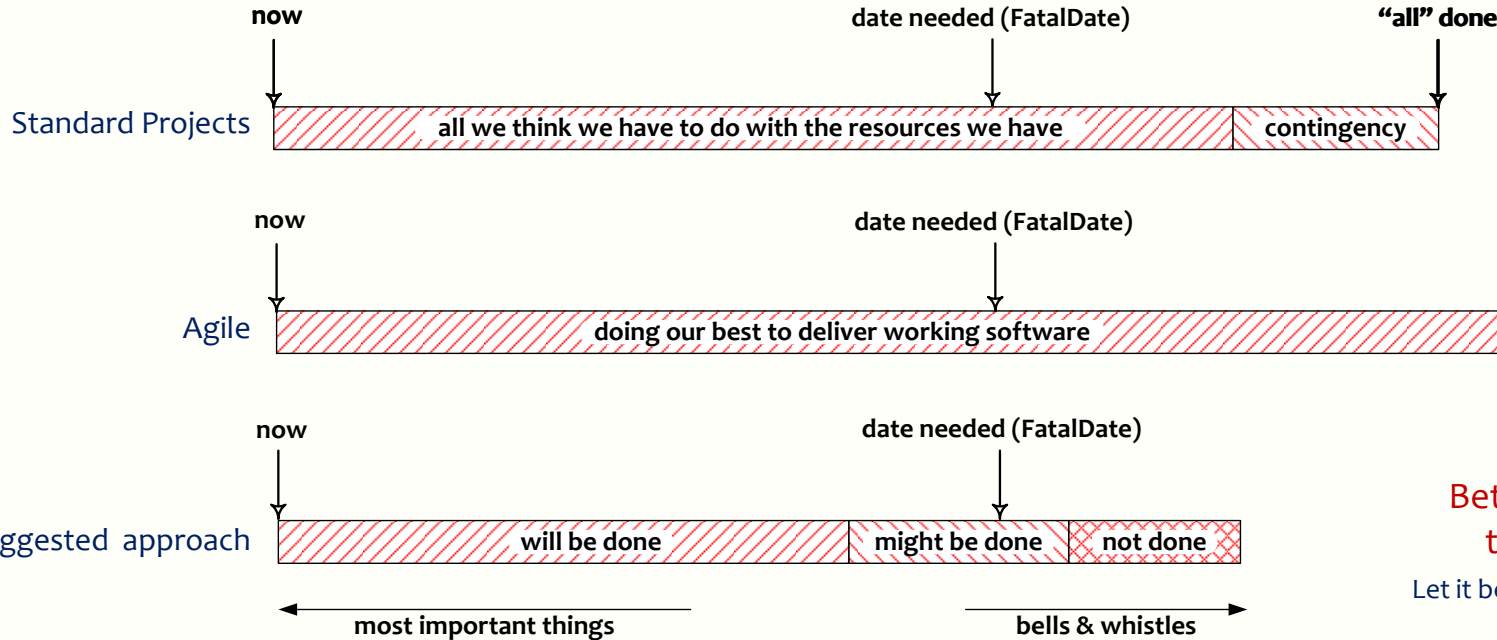 now
date needed (FatalDate)
“all” done
Standard Projects
all we think we have to do with the resources we have
contingency
now
date needed (FatalDate)
Agile
doing our best to deliver working software
now
date needed (FatalDate)
approach
will be done
might be done
not done
most important things
bells & whistles
Let it